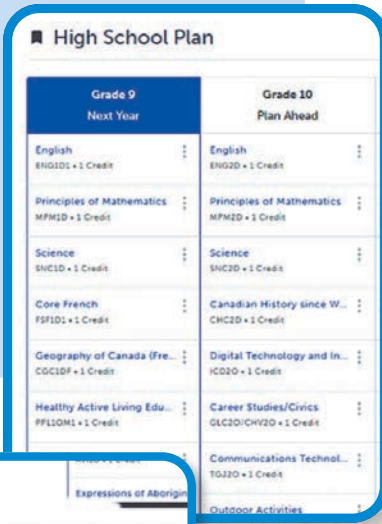 High School Plan
Grade 9
Next Year
English
ENG1D1 • 1 Credit
Principles of Mathematics
MPM1D • 1 Credit
Science
SNC1D • 1 Credit
Core French
FSF1D1 • 1 Credit
Geography of Canada (Fre...
CGC1DF • 1 Credit
Healthy Active Living Edu...
PPL1OM1 • 1 Credit
Expressions of Aborigin
Grade 10
Plan Ahead
English
ENG2D • 1 Credit
Principles of Mathematics
MPM2D • 1 Credit
Science
SNC2D • 1 Credit
Canadian History since W...
CHC2D • 1 Credit
Digital Technology and In...
ICD2O • 1 Credit
Career Studies/Civics
GLC2O/CHV2O • 1 Credit
Communications Technol...
TGJ2O • 1 Credit
Outdoor Activities